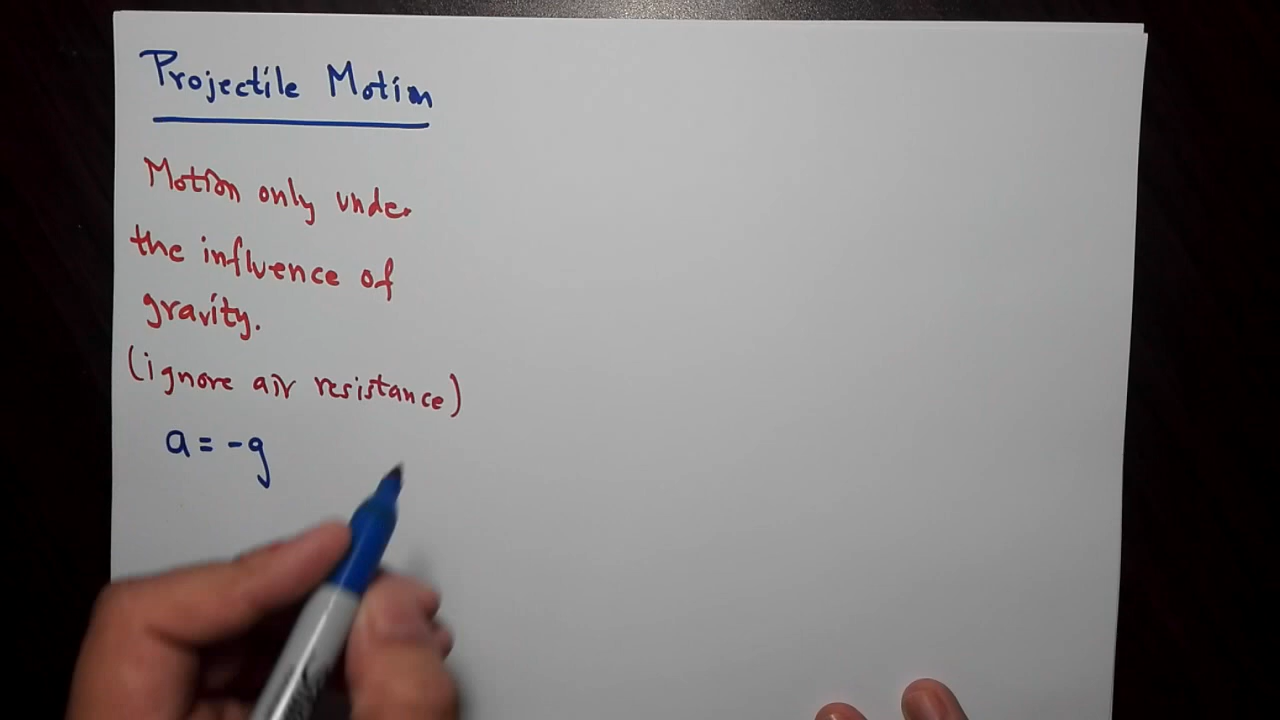 Projectile Motion
Motion only under
the influence of
gravity.
(ignore air resistance)
a = -g